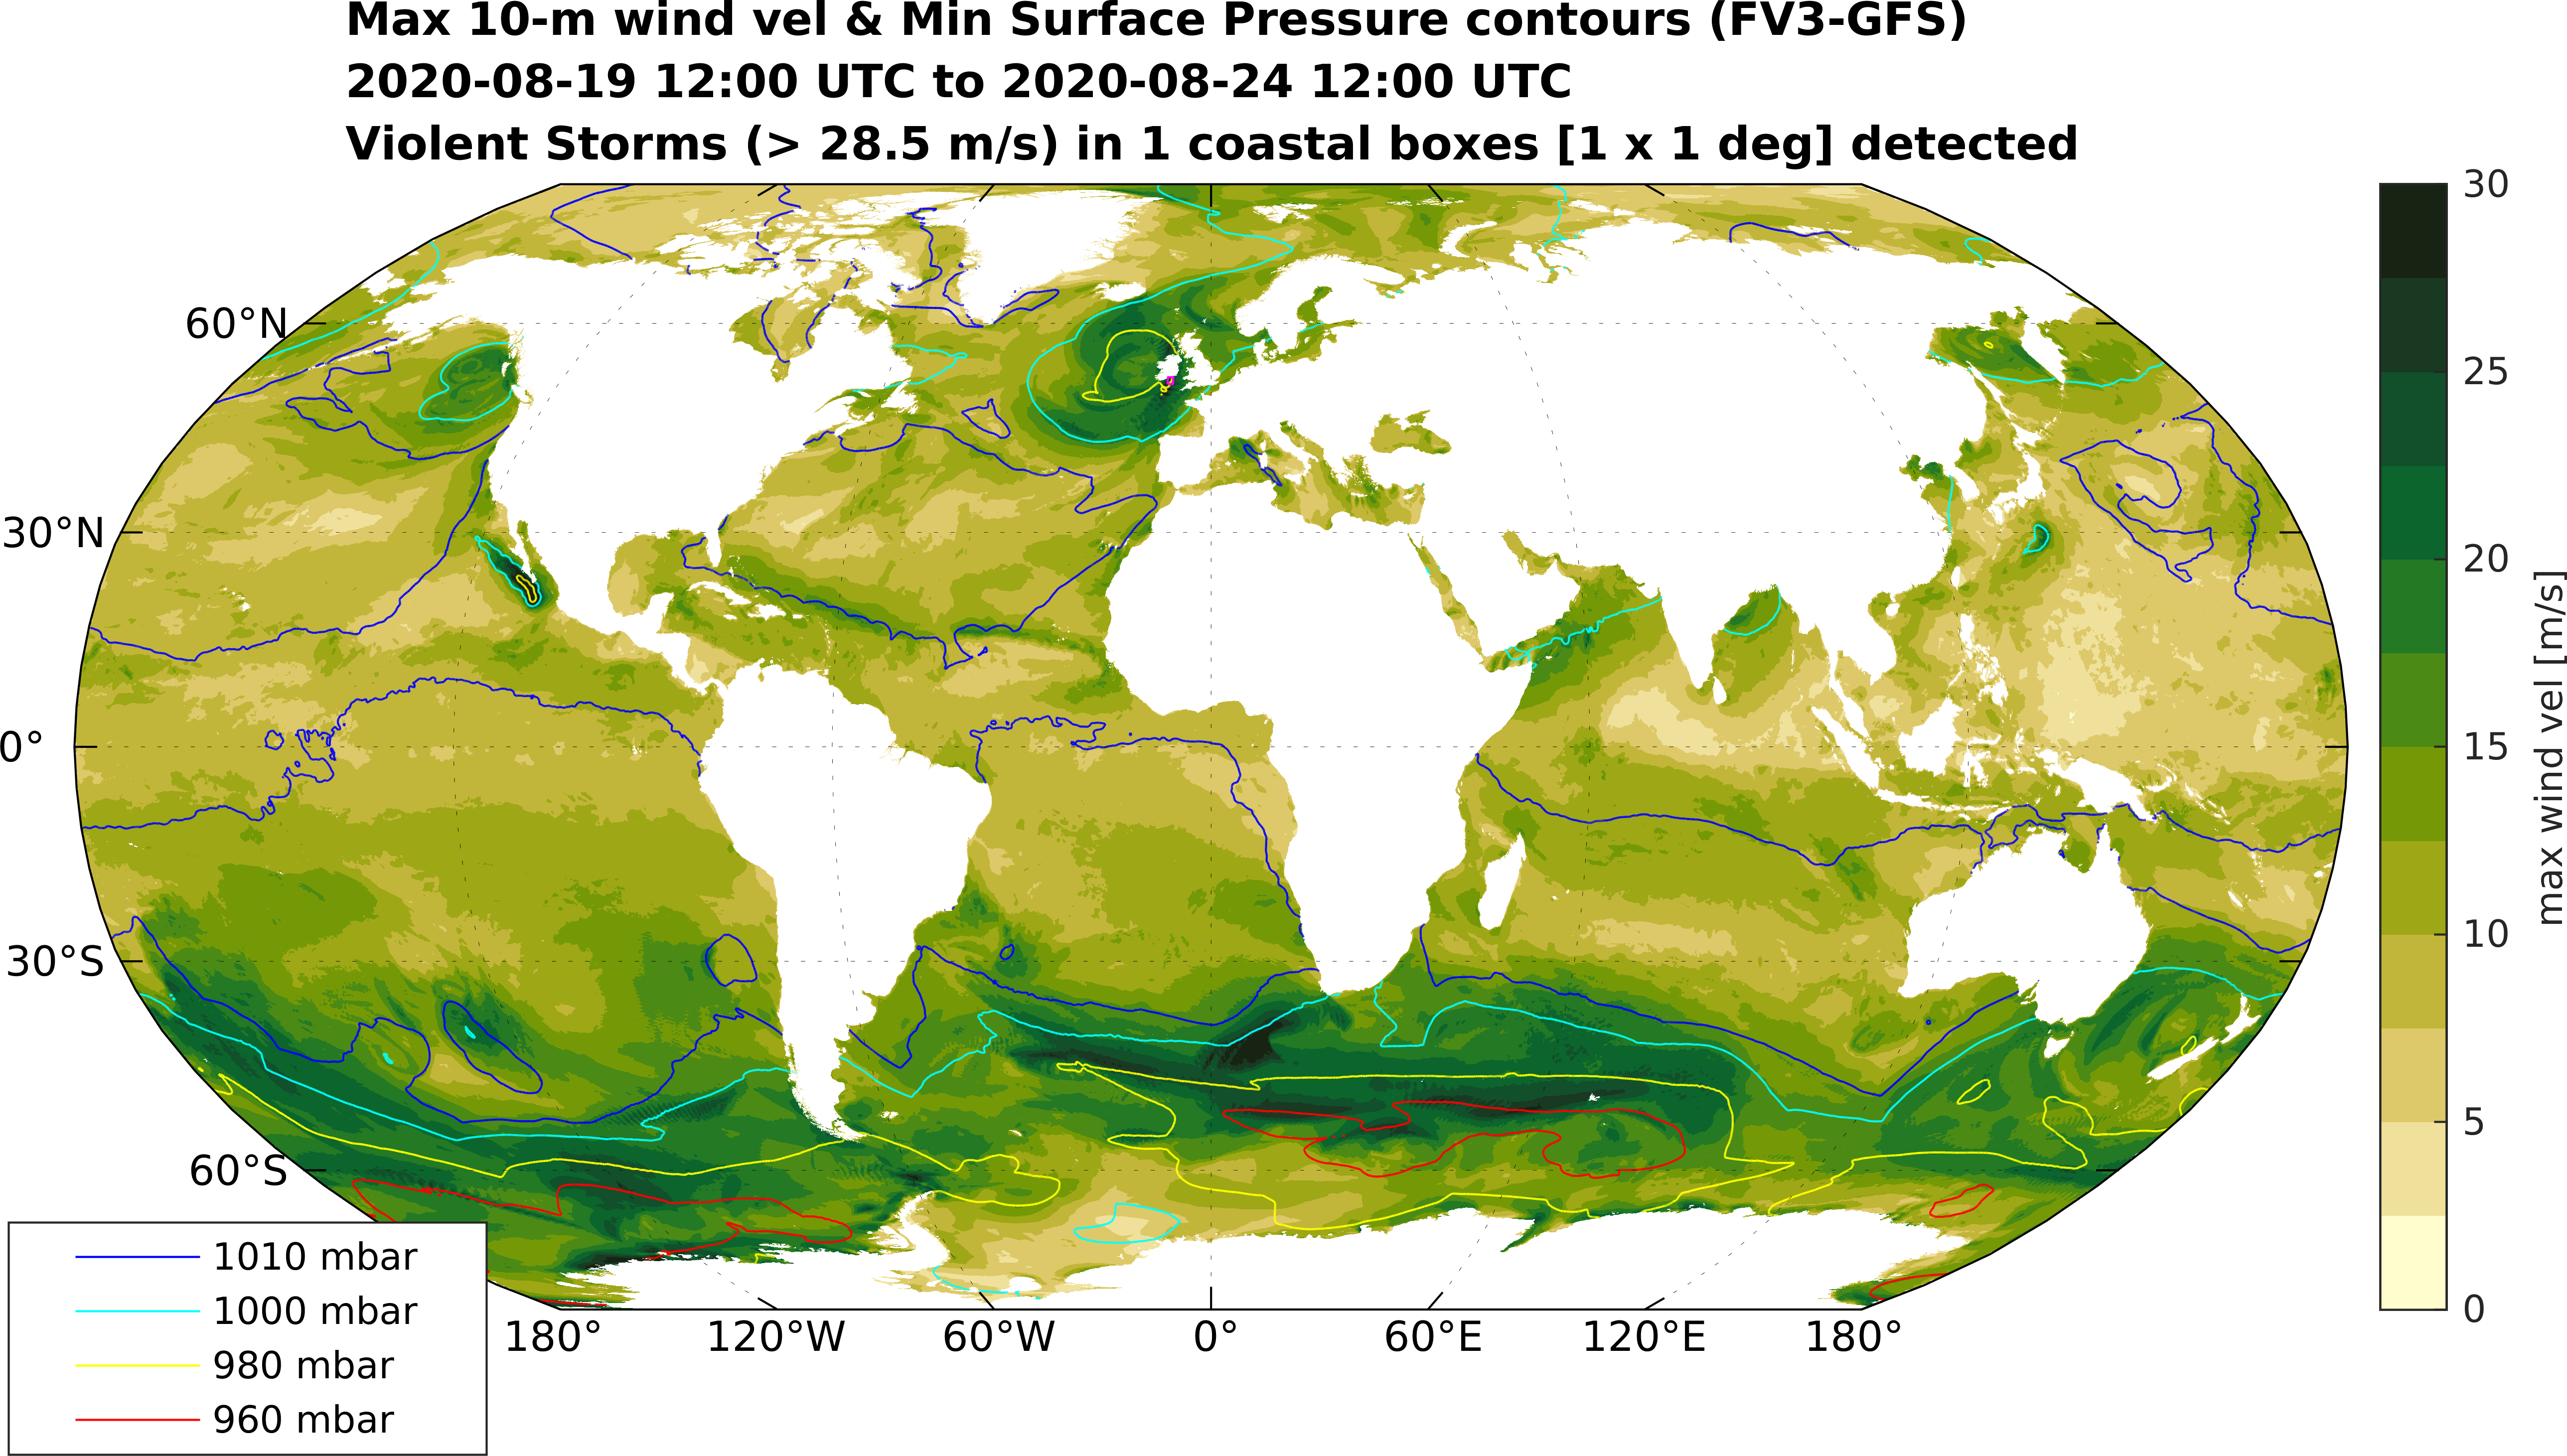 Max 10-m wind vel & Min Surface Pressure contours (FV3-GFS)
2020-08-19 12:00 UTC to 2020-08-24 12:00 UTC
Violent Storms (> 28.5 m/s) in 1 coastal boxes [1 x 1 deg] detected
60°N
30°N
0°
30°S
60°S
180°
120°W
60°W
0°
60°E
120°E
180°
1010 mbar
1000 mbar
980 mbar
960 mbar
30
25
20
15
10
5
0
max wind vel [m/s]